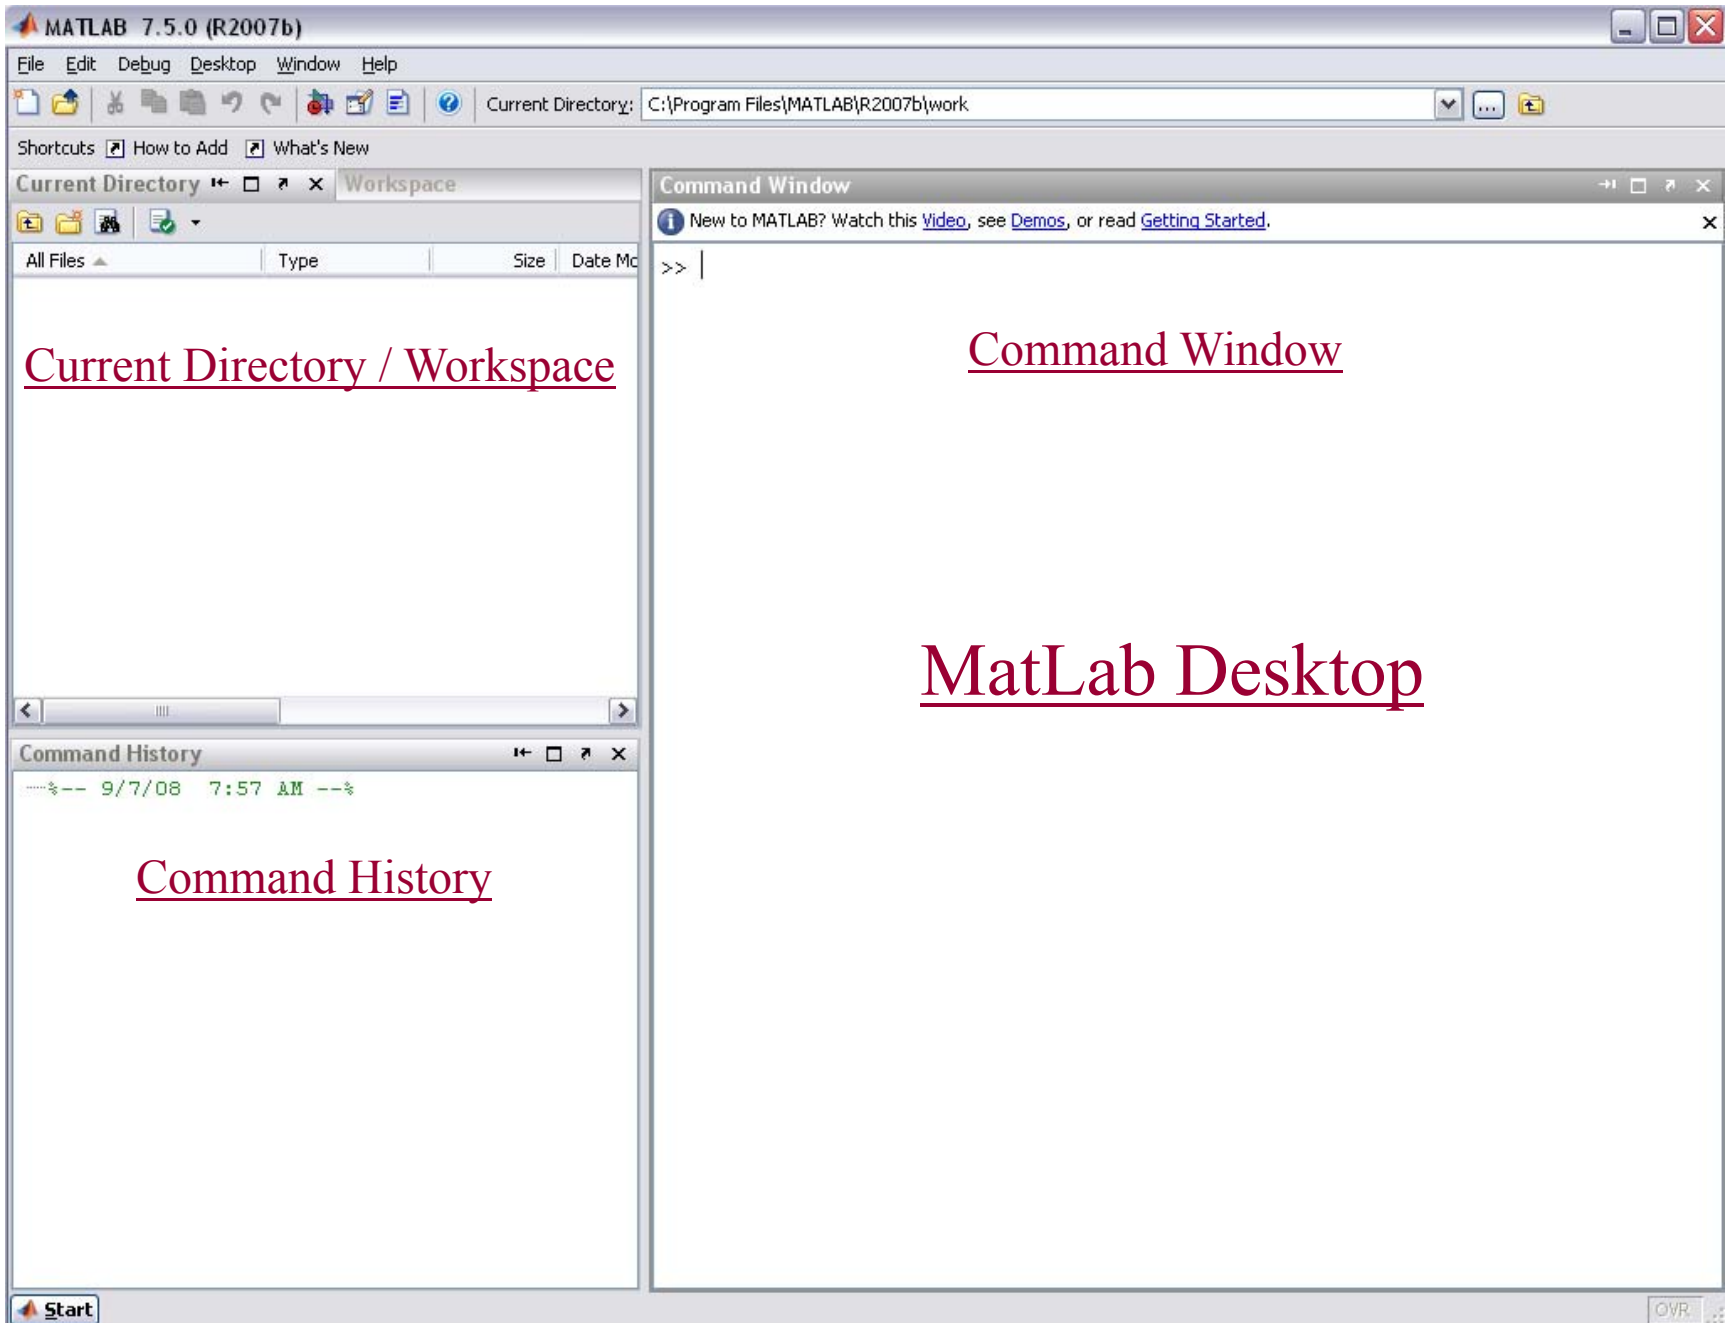 MATLAB 7.5.0 (R2007b)
File Edit Debug Desktop Window Help
Current Directory: C:\Program Files\MATLAB\R2007b\work ...
Shortcuts How to Add What's New
Current Directory Workspace
All Files Type Size Date Mo
Current Directory / Workspace
Command History
%-- 9/7/08 7:57 AM --%
Command History
Command Window
New to MATLAB? Watch this Video, see Demos, or read Getting Started.
>>
Command Window
MatLab Desktop
Start
OVR